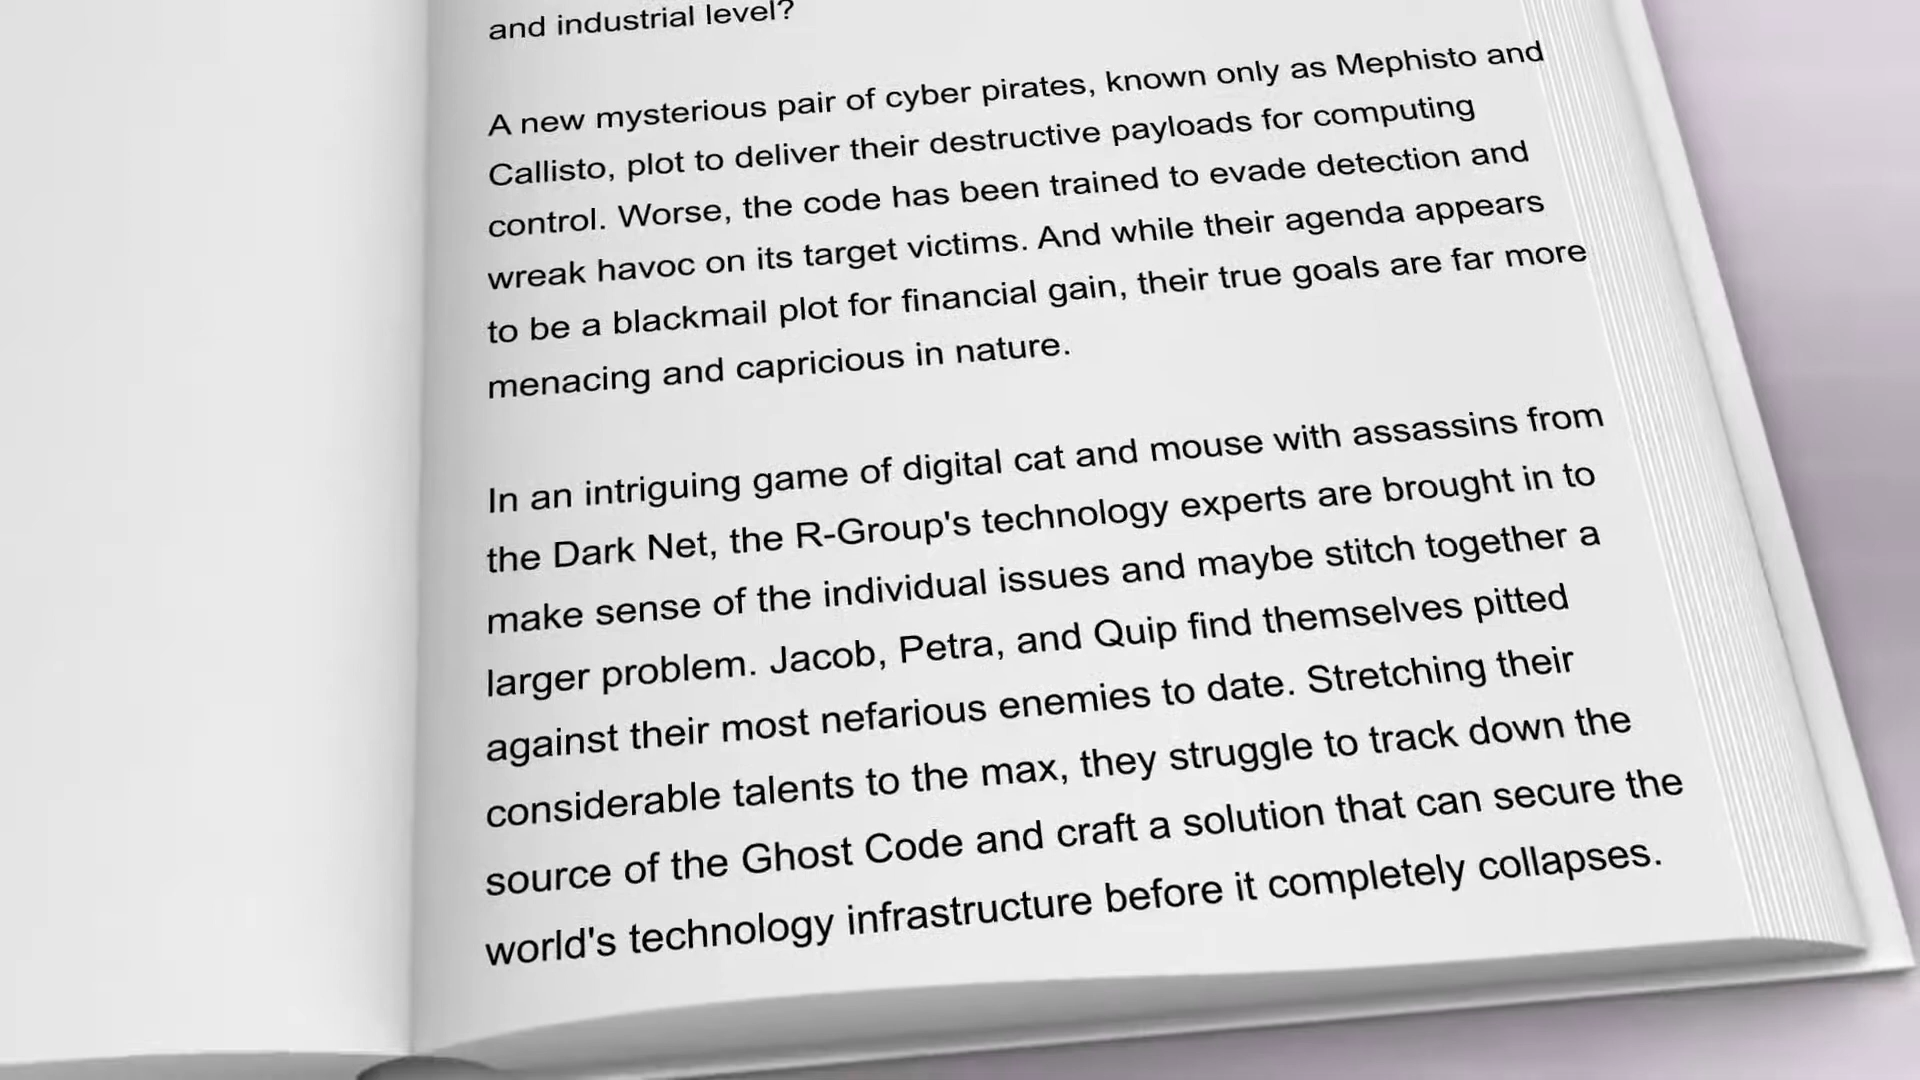 and industrial level?
A new mysterious pair of cyber pirates, known only as Mephisto and
Callisto, plot to deliver their destructive payloads for computing
control. Worse, the code has been trained to evade detection and
wreak havoc on its target victims. And while their agenda appears
to be a blackmail plot for financial gain, their true goals are far more
menacing and capricious in nature.
In an intriguing game of digital cat and mouse with assassins from
the Dark Net, the R-Group's technology experts are brought in to
make sense of the individual issues and maybe stitch together a
larger problem. Jacob, Petra, and Quip find themselves pitted
against their most nefarious enemies to date. Stretching their
considerable talents to the max, they struggle to track down the
source of the Ghost Code and craft a solution that can secure the
world's technology infrastructure before it completely collapses.